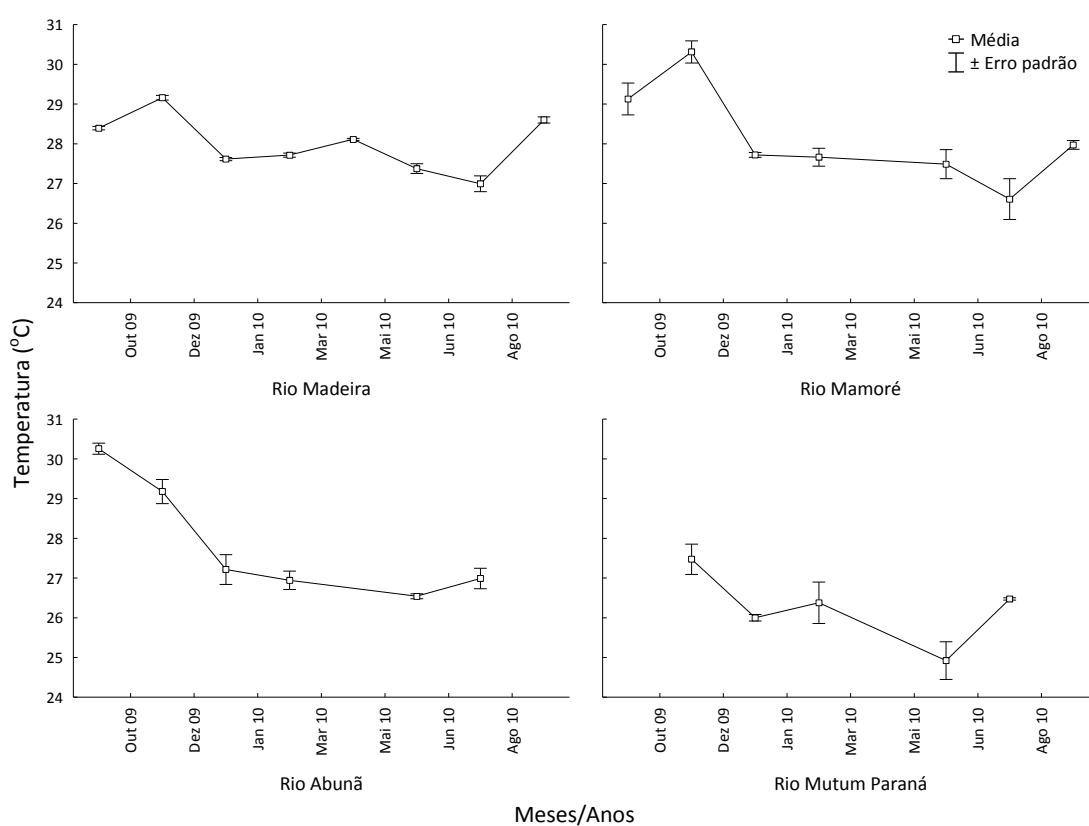 31
30
29
28
27
26
25
24
Média
± Erro padrão
Out 09
Dez 09
Jan 10
Mar 10
Mai 10
Jun 10
Ago 10
Rio Madeira
Out 09
Dez 09
Jan 10
Mar 10
Mai 10
Jun 10
Ago 10
Rio Mamoré
Temperatura (°C)
31
30
29
28
27
26
25
24
Out 09
Dez 09
Jan 10
Mar 10
Mai 10
Jun 10
Ago 10
Rio Abunã
Out 09
Dez 09
Jan 10
Mar 10
Mai 10
Jun 10
Ago 10
Rio Mutum Paraná
Meses/Anos